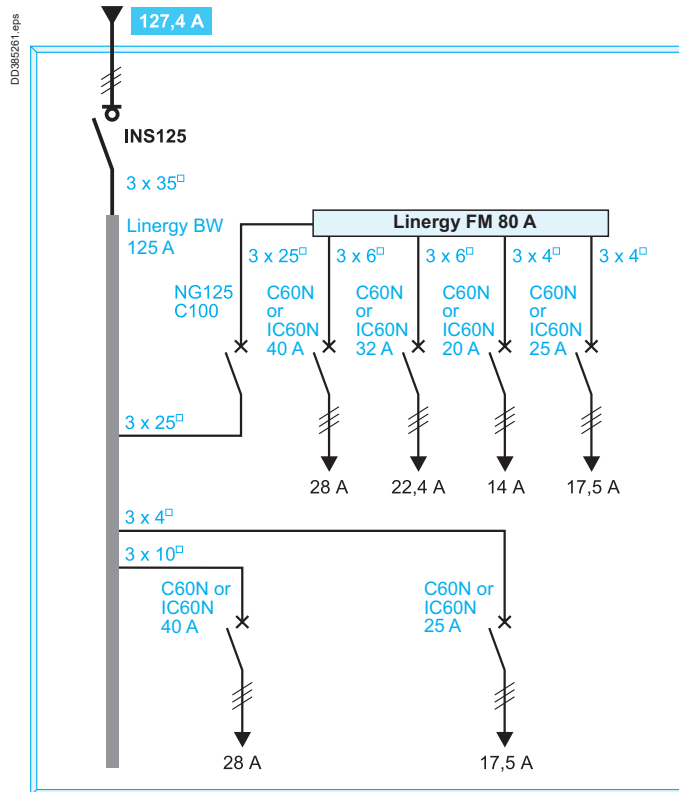 DD385261.eps
127,4 A
INS125
3 x 35□
Linergy BW
125 A
Linergy FM 80 A
3 x 25□
3 x 6□
3 x 6□
3 x 4□
3 x 4□
NG125
C100
C60N
or
IC60N
40 A
C60N
or
IC60N
32 A
C60N
or
IC60N
20 A
C60N
or
IC60N
25 A
3 x 25□
28 A
22,4 A
14 A
17,5 A
3 x 4□
3 x 10□
C60N or
IC60N
40 A
C60N or
IC60N
25 A
28 A
17,5 A